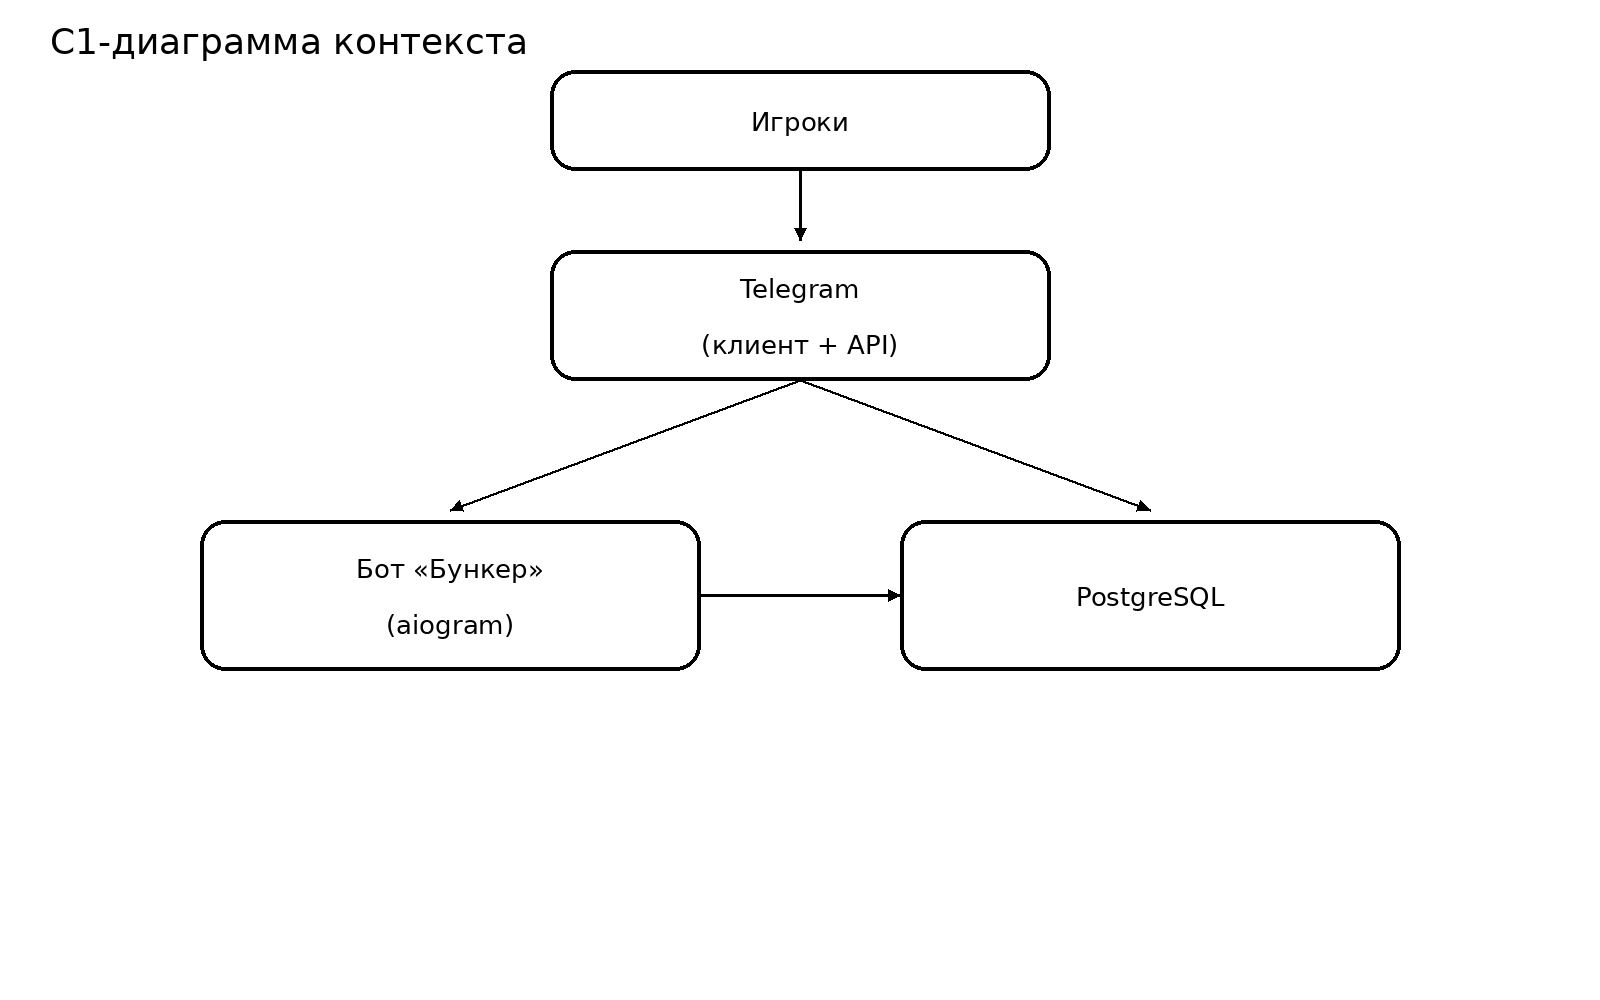 C1-диаграмма контекста
Игроки
Telegram
(клиент + API)
Бот «Бункер»
(aiogram)
PostgreSQL